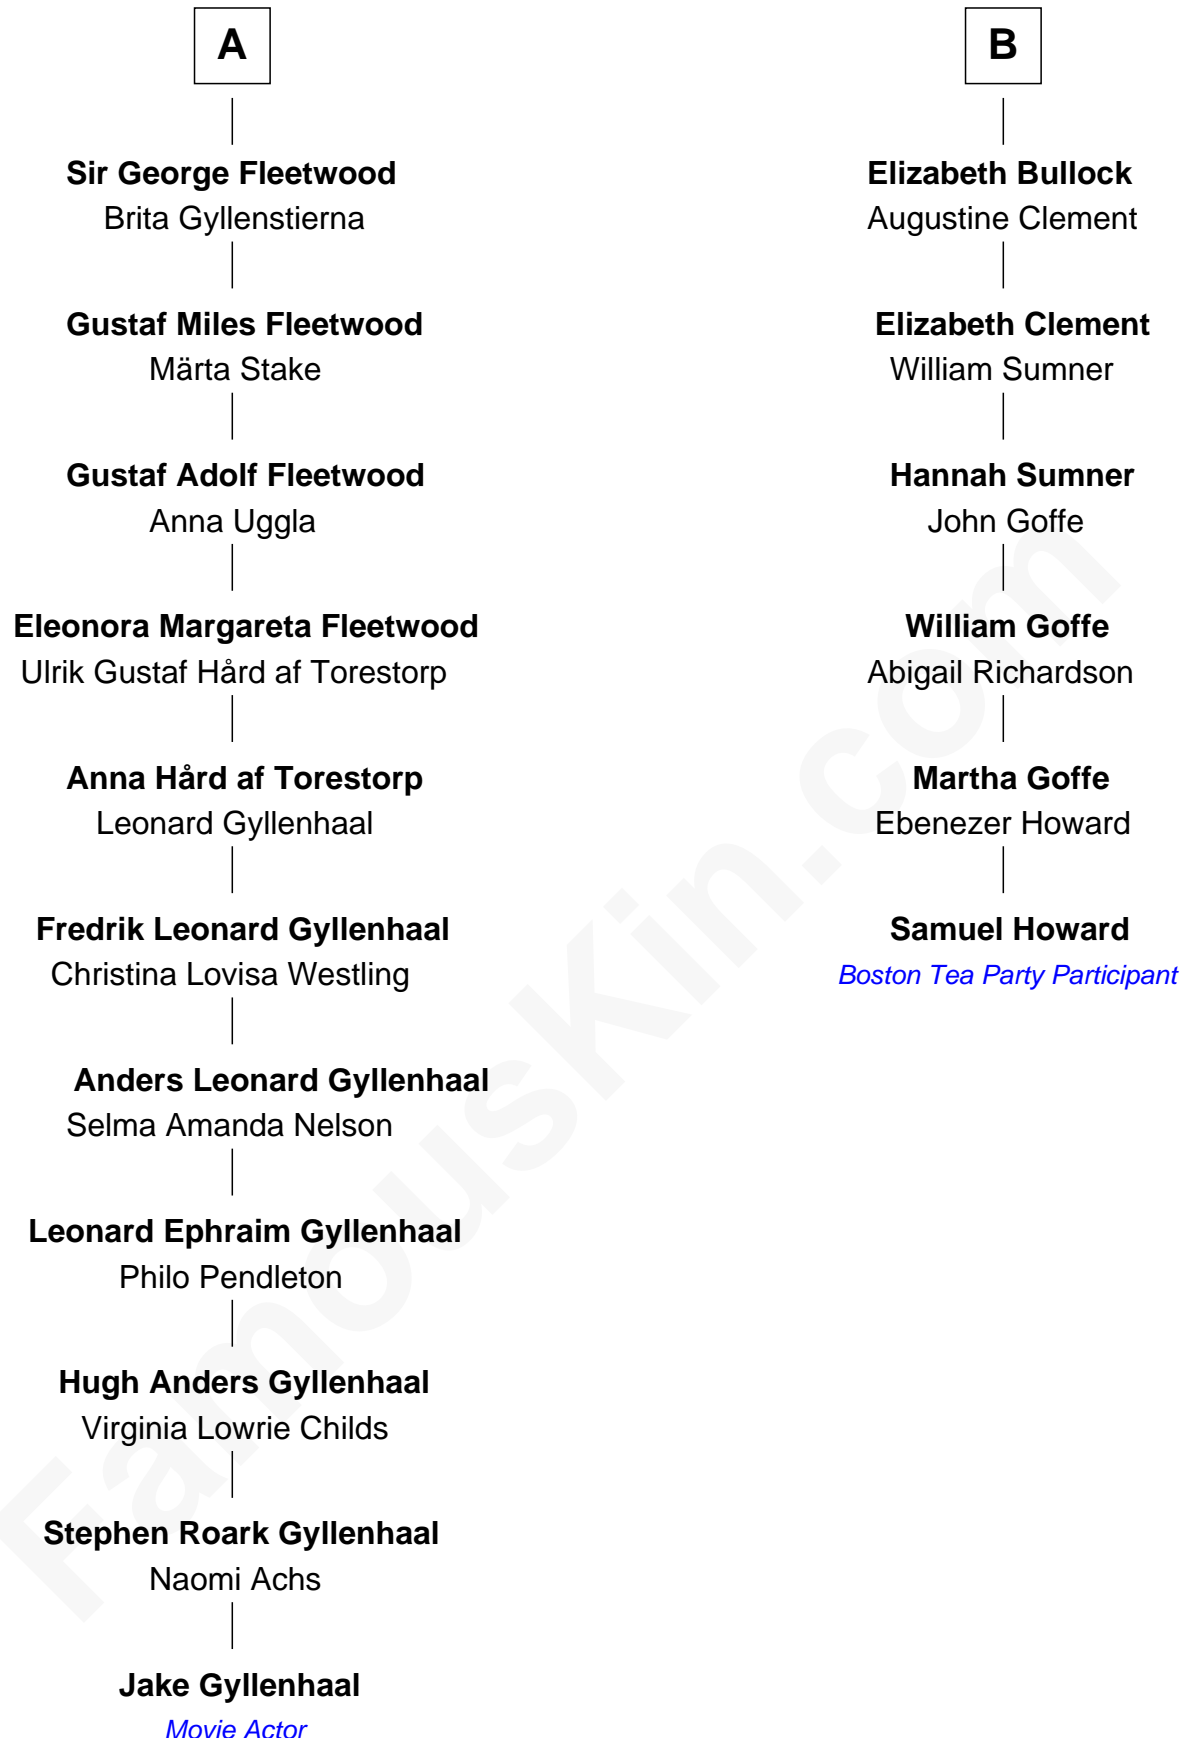 A
Sir George Fleetwood
Brita Gyllenstierna
Gustaf Miles Fleetwood
Märta Stake
Gustaf Adolf Fleetwood
Anna Uggla
Eleonora Margareta Fleetwood
Ulrik Gustaf Hård af Torestorp
Anna Hård af Torestorp
Leonard Gyllenhaal
Fredrik Leonard Gyllenhaal
Christina Lovisa Westling
Anders Leonard Gyllenhaal
Selma Amanda Nelson
Leonard Ephraim Gyllenhaal
Philo Pendleton
Hugh Anders Gyllenhaal
Virginia Lowrie Childs
Stephen Roark Gyllenhaal
Naomi Achs
Jake Gyllenhaal
Movie Actor
B
Elizabeth Bullock
Augustine Clement
Elizabeth Clement
William Sumner
Hannah Sumner
John Goffe
William Goffe
Abigail Richardson
Martha Goffe
Ebenezer Howard
Samuel Howard
Boston Tea Party Participant
FamousKin.com